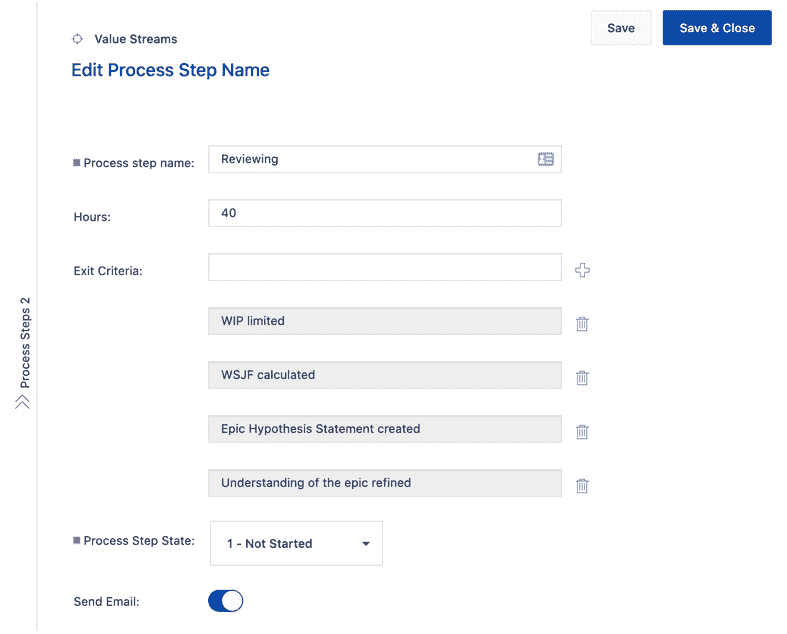 Save
Save & Close
Value Streams
Edit Process Step Name
Process step name:
Reviewing
Hours:
40
Exit Criteria:
WIP limited
WSJF calculated
Epic Hypothesis Statement created
Understanding of the epic refined
Process Step State:
1 - Not Started
Send Email:
Process Steps 2